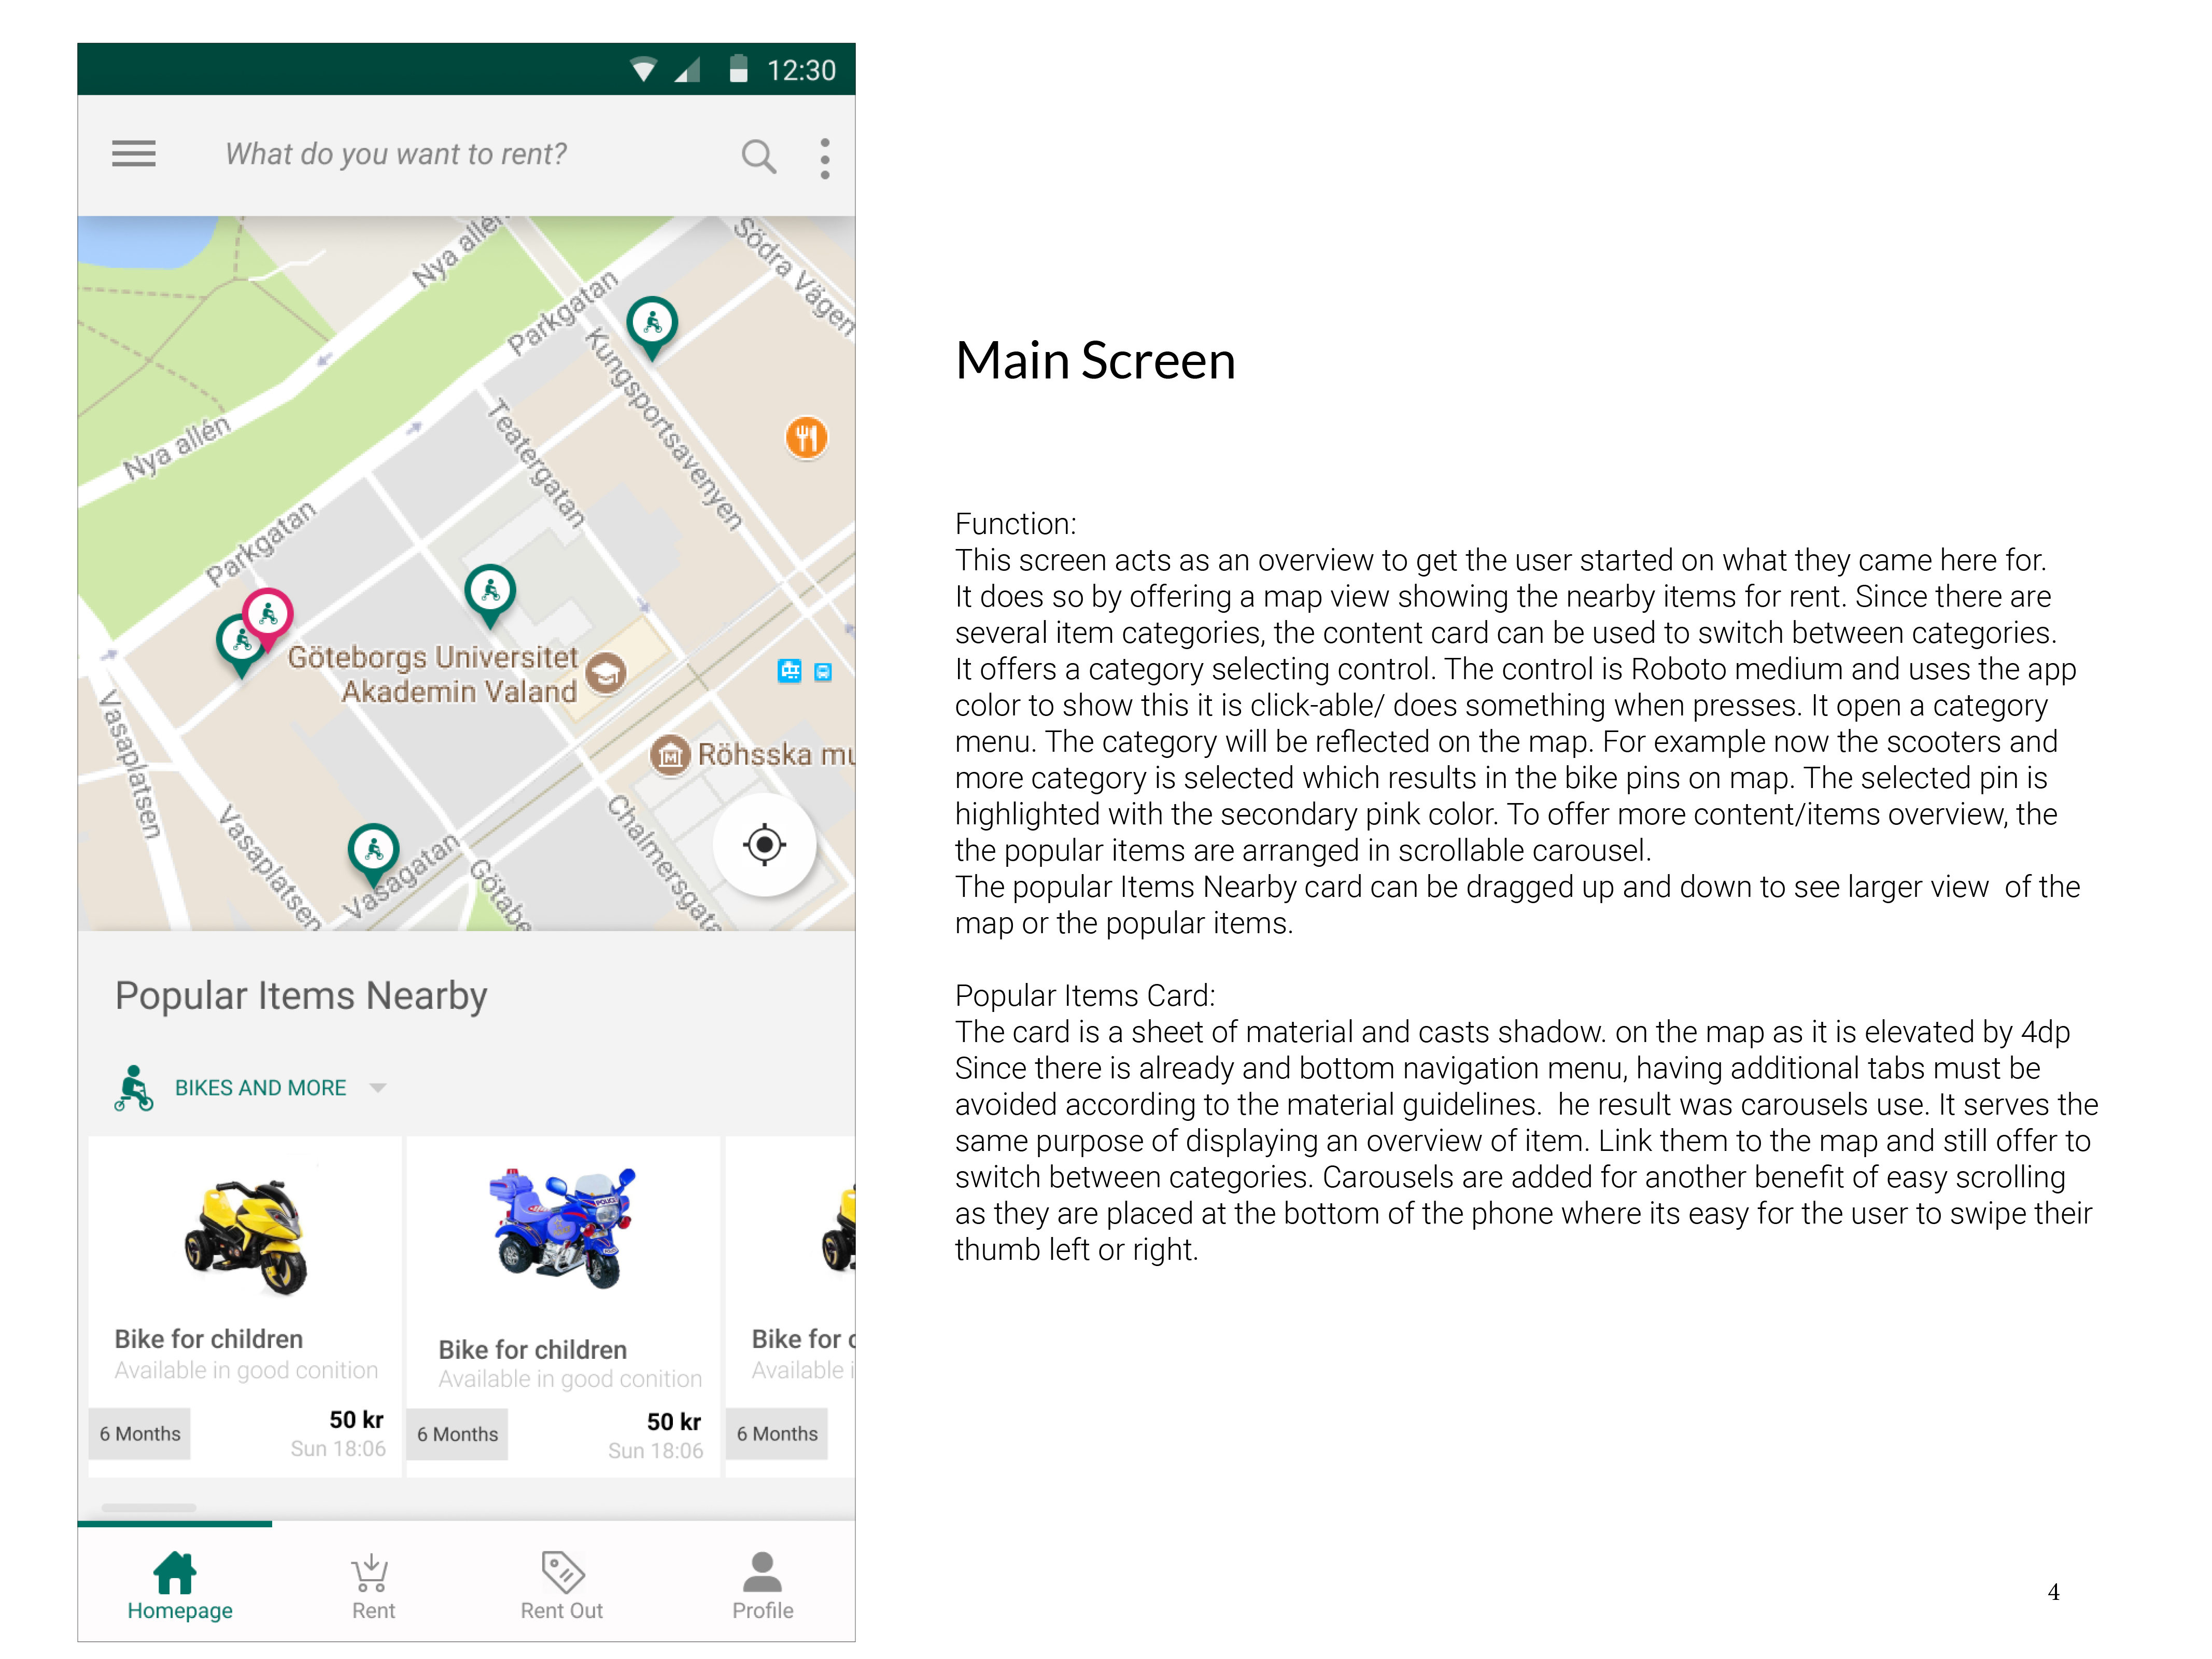 12:30
What do you want to rent?
Nya allén
Södra Vägen
Parkgatan
Kungsportsavenyen
Teatergatan
Nya allén
Parkgatan
Göteborgs Universitet
Akademin Valand
Vasaplatsen
Röhsska mu
Vasaplatsen
Vasagatan
Götabe
Chalmersgata
Popular Items Nearby
BIKES AND MORE
POLICE
Bike for children
Available in good conition
6 Months
50 kr
Sun 18:06
Bike for children
Available in good conition
6 Months
50 kr
Sun 18:06
Bike for c
Available i
6 Months
Homepage
Rent
Rent Out
Profile
Main Screen
Function:
This screen acts as an overview to get the user started on what they came here for.
It does so by offering a map view showing the nearby items for rent. Since there are
several item categories, the content card can be used to switch between categories.
It offers a category selecting control. The control is Roboto medium and uses the app
color to show this it is click-able/ does something when presses. It open a category
menu. The category will be reflected on the map. For example now the scooters and
more category is selected which results in the bike pins on map. The selected pin is
highlighted with the secondary pink color. To offer more content/items overview, the
the popular items are arranged in scrollable carousel.
The popular Items Nearby card can be dragged up and down to see larger view  of the
map or the popular items.
Popular Items Card:
The card is a sheet of material and casts shadow. on the map as it is elevated by 4dp
Since there is already and bottom navigation menu, having additional tabs must be
avoided according to the material guidelines.  he result was carousels use. It serves the
same purpose of displaying an overview of item. Link them to the map and still offer to
switch between categories. Carousels are added for another benefit of easy scrolling
as they are placed at the bottom of the phone where its easy for the user to swipe their
thumb left or right.
4